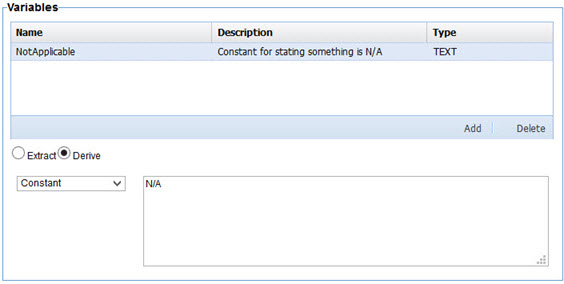 Variables
Name Description Type
NotApplicable Constant for stating something is N/A TEXT
Add Delete
Extract Derive
Constant N/A